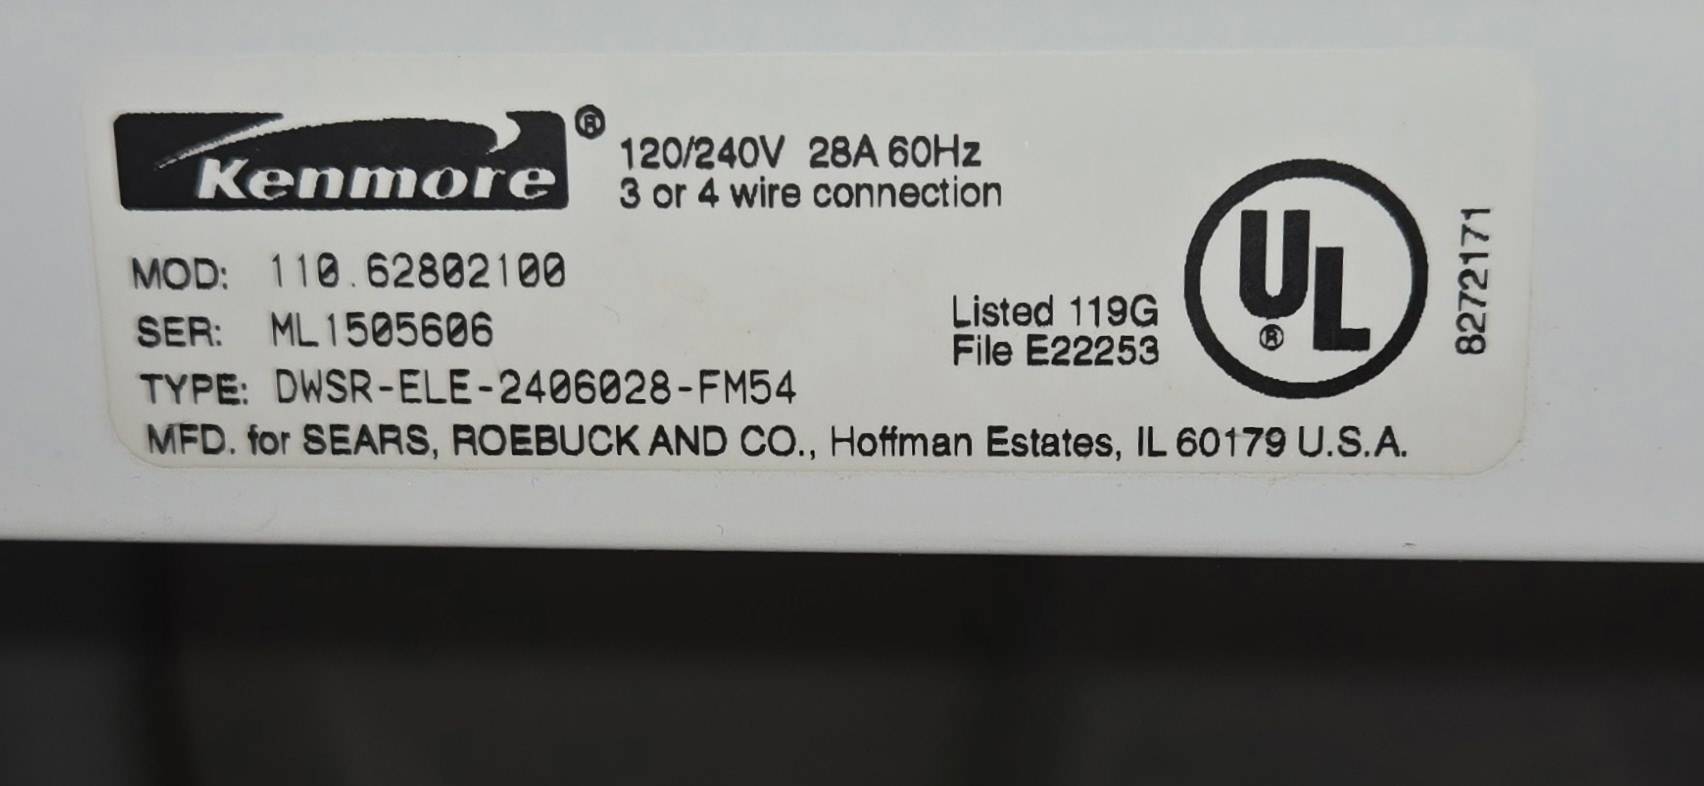 Kenmore®
120/240V 28A 60Hz
3 or 4 wire connection
MOD: 110.62802100
SER: ML1505606
TYPE: DWSR-ELE-2406028-FM54
MFD. for SEARS, ROEBUCK AND CO., Hoffman Estates, IL 60179 U.S.A.
Listed 119G
File E22253
UL®
8272171